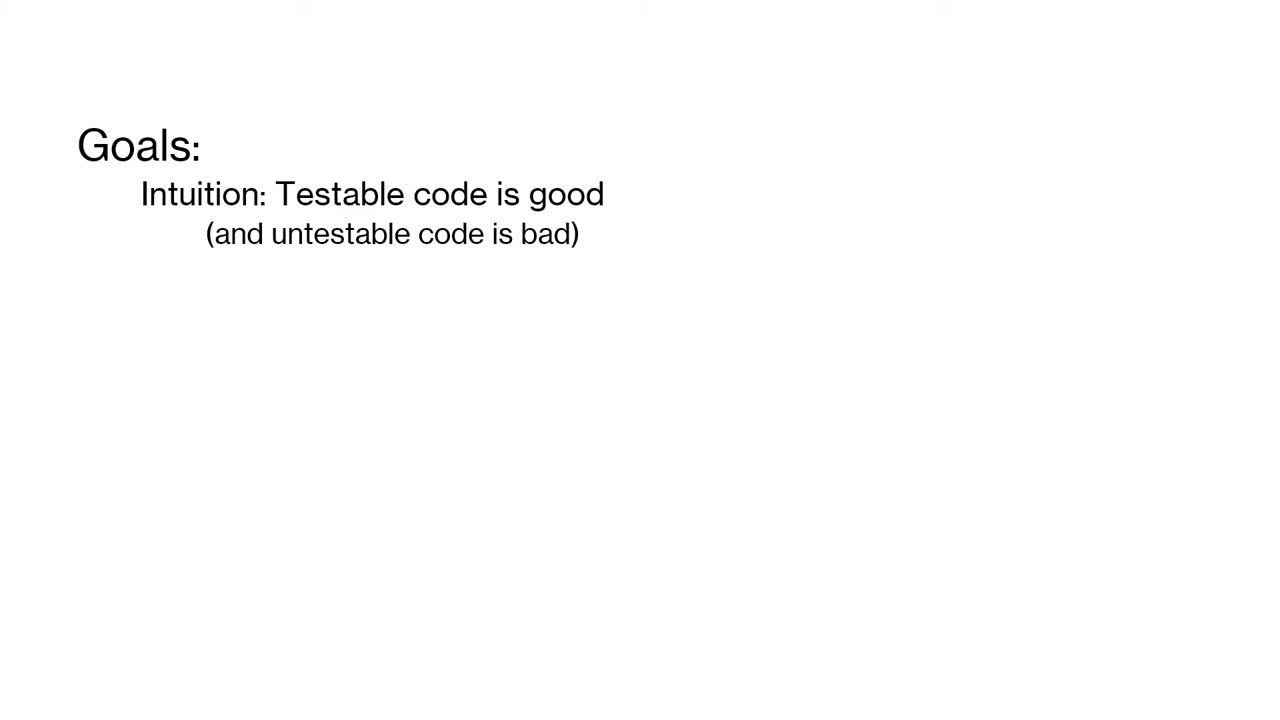 Goals:
Intuition: Testable code is good
(and untestable code is bad)